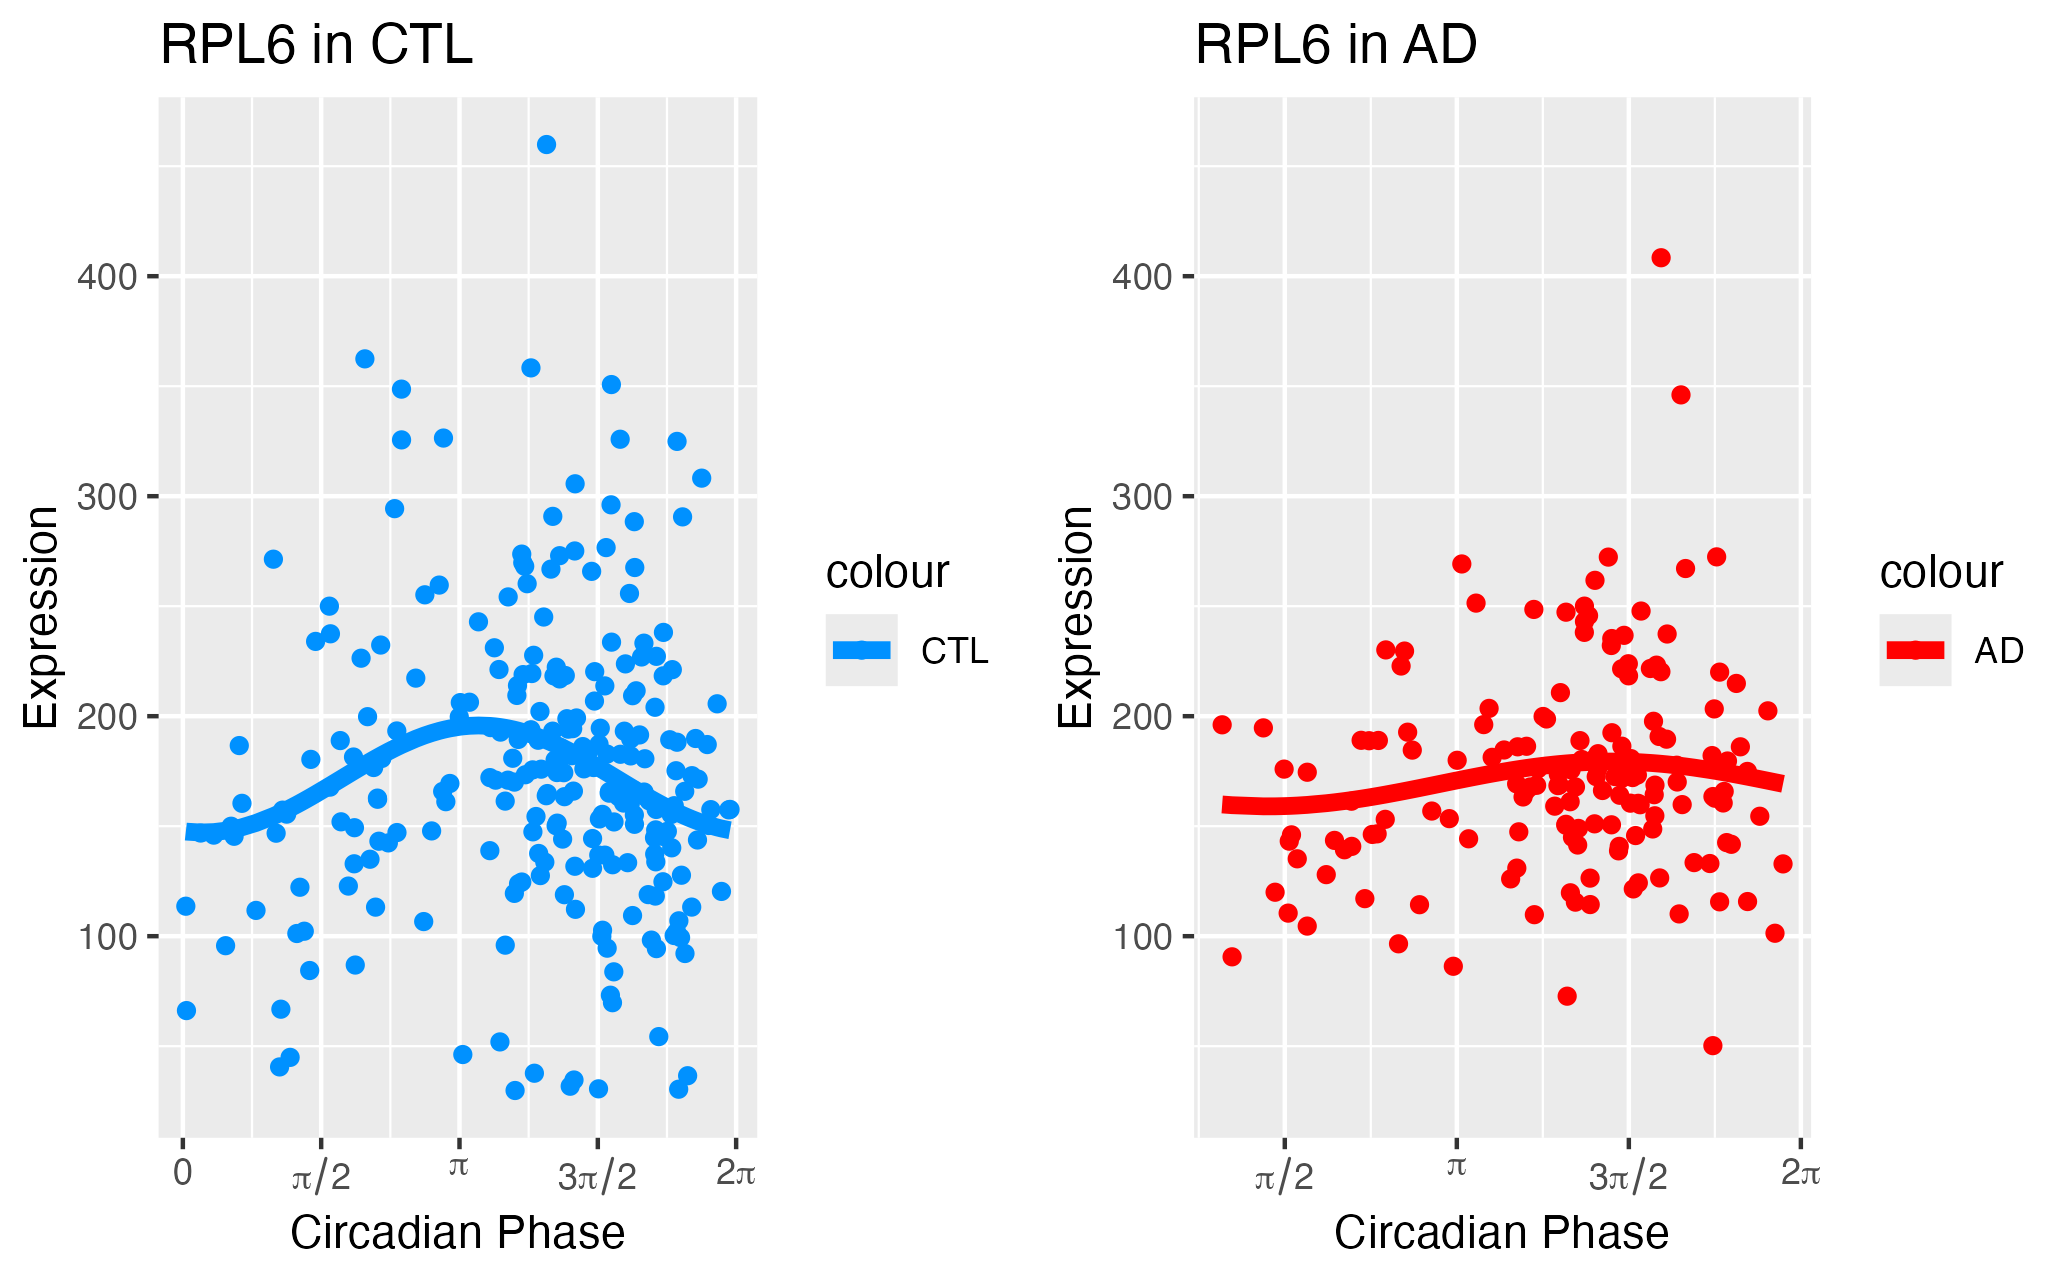 RPL6 in CTL
Expression
400
300
200
100
0
π/2
π
3π/2
2π
Circadian Phase
colour
CTL
RPL6 in AD
Expression
400
300
200
100
π/2
π
3π/2
2π
Circadian Phase
colour
AD